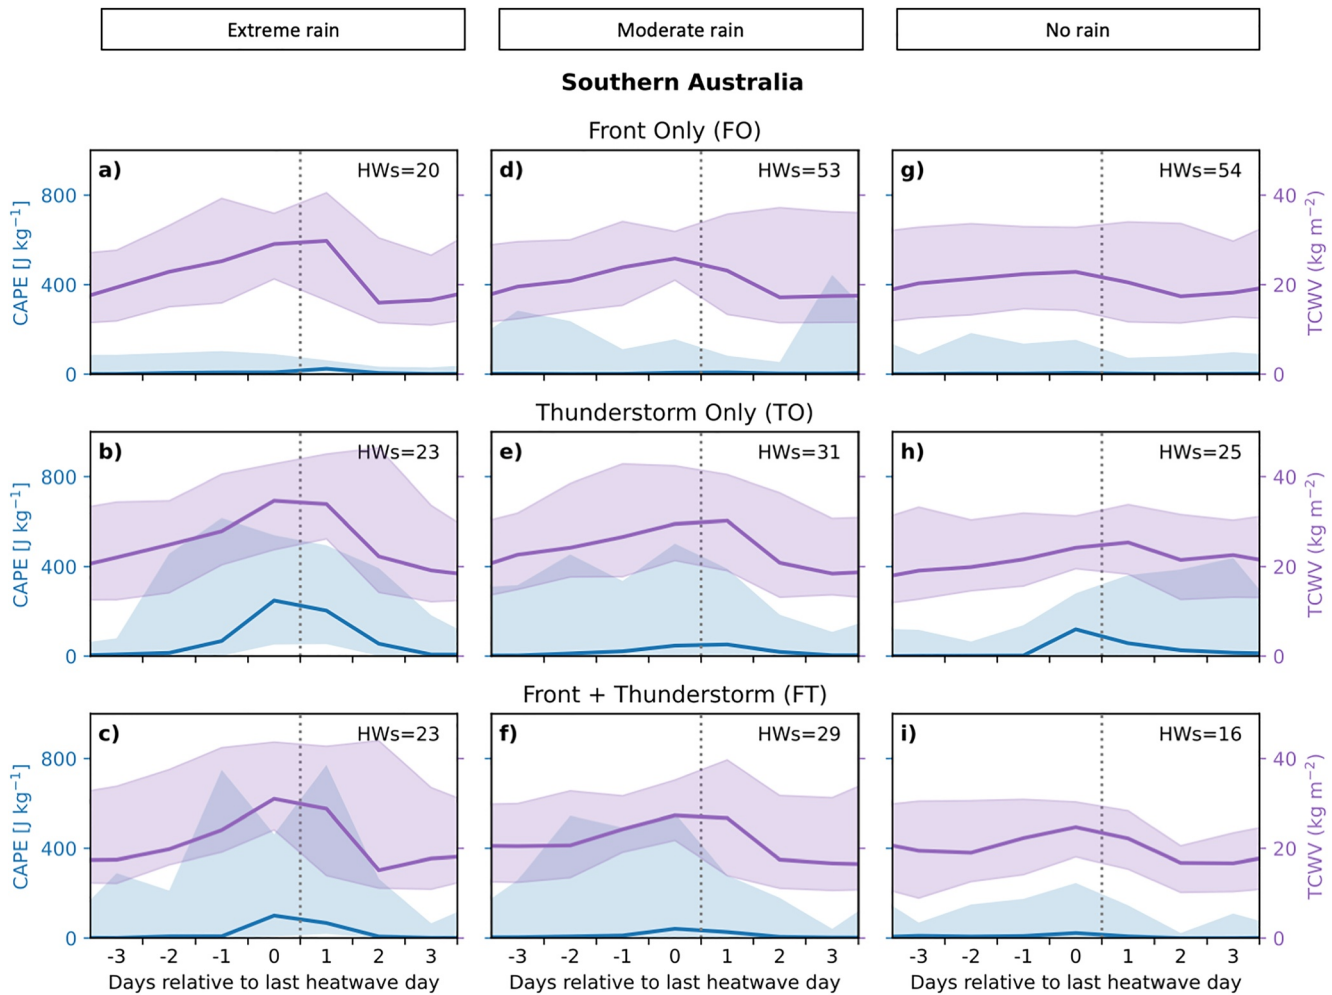 Extreme rain
Moderate rain
No rain
Southern Australia
Front Only (FO)
a) HWs=20
d) HWs=53
g) HWs=54
CAPE [J kg⁻¹]
800
400
0
40
20
0
TCWV (kg m⁻²)
Thunderstorm Only (TO)
b) HWs=23
e) HWs=31
h) HWs=25
CAPE [J kg⁻¹]
800
400
0
40
20
0
TCWV (kg m⁻²)
Front + Thunderstorm (FT)
c) HWs=23
f) HWs=29
i) HWs=16
CAPE [J kg⁻¹]
800
400
0
40
20
0
TCWV (kg m⁻²)
-3 -2 -1 0 1 2 3
-3 -2 -1 0 1 2 3
-3 -2 -1 0 1 2 3
Days relative to last heatwave day
Days relative to last heatwave day
Days relative to last heatwave day